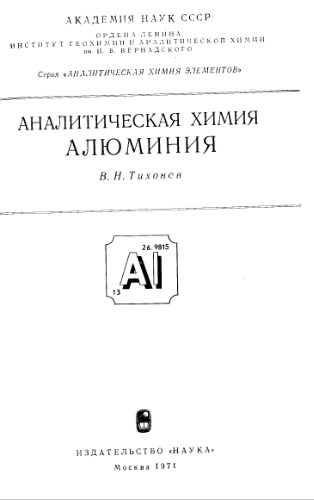 АКАДЕМИЯ НАУК СССР
ОРДЕНА ЛЕНИНА
ИНСТИТУТ ГЕОХИМИИ И АНАЛИТИЧЕСКОЙ ХИМИИ
им. В. И. ВЕРНАДСКОГО
Серия «АНАЛИТИЧЕСКАЯ ХИМИЯ ЭЛЕМЕНТОВ»
АНАЛИТИЧЕСКАЯ ХИМИЯ
АЛЮМИНИЯ
В. Н. Тихонов
26.9815
Al
13
ИЗДАТЕЛЬСТВО «НАУКА»
Москва 1971